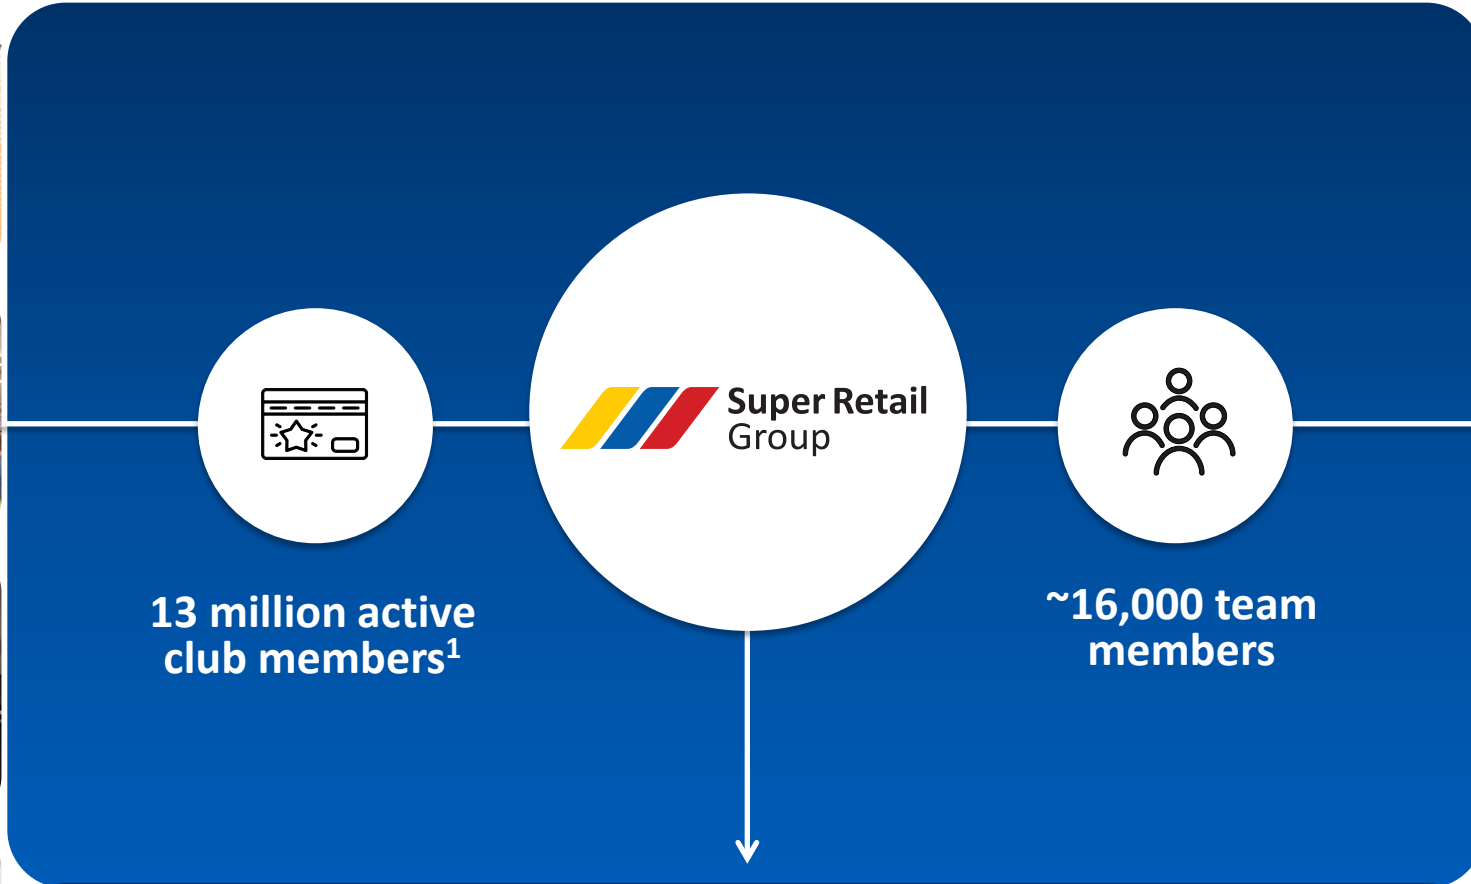 Super Retail
Group
13 million active
club members¹
~16,000 team
members